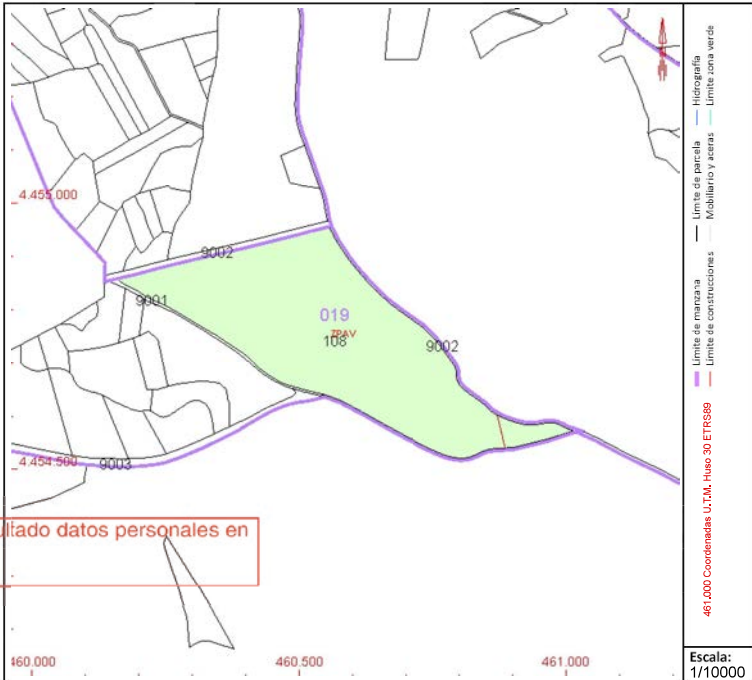 4.455.000
9002
9001
019
7PAV
108
9002
4.454.500
9003
ultado datos personales en
460.000
460.500
461.000
461.000 Coordenadas U.T.M. Huso 30 ETRS89
Límite de manzana
Límite de construcciones
Límite de parcela
Mobiliario y aceras
Hidrografía
Límite zona verde
Escala:
1/10000